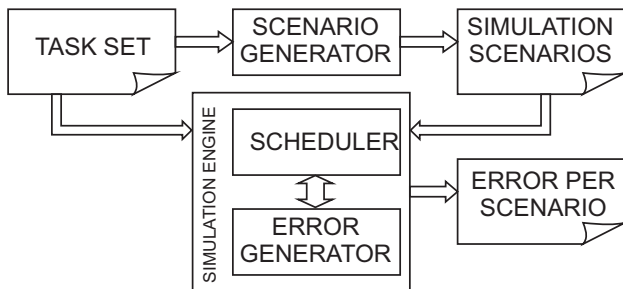 TASK SET
SCENARIO
GENERATOR
SIMULATION
SCENARIOS
SIMULATION ENGINE
SCHEDULER
ERROR
GENERATOR
ERROR PER
SCENARIO